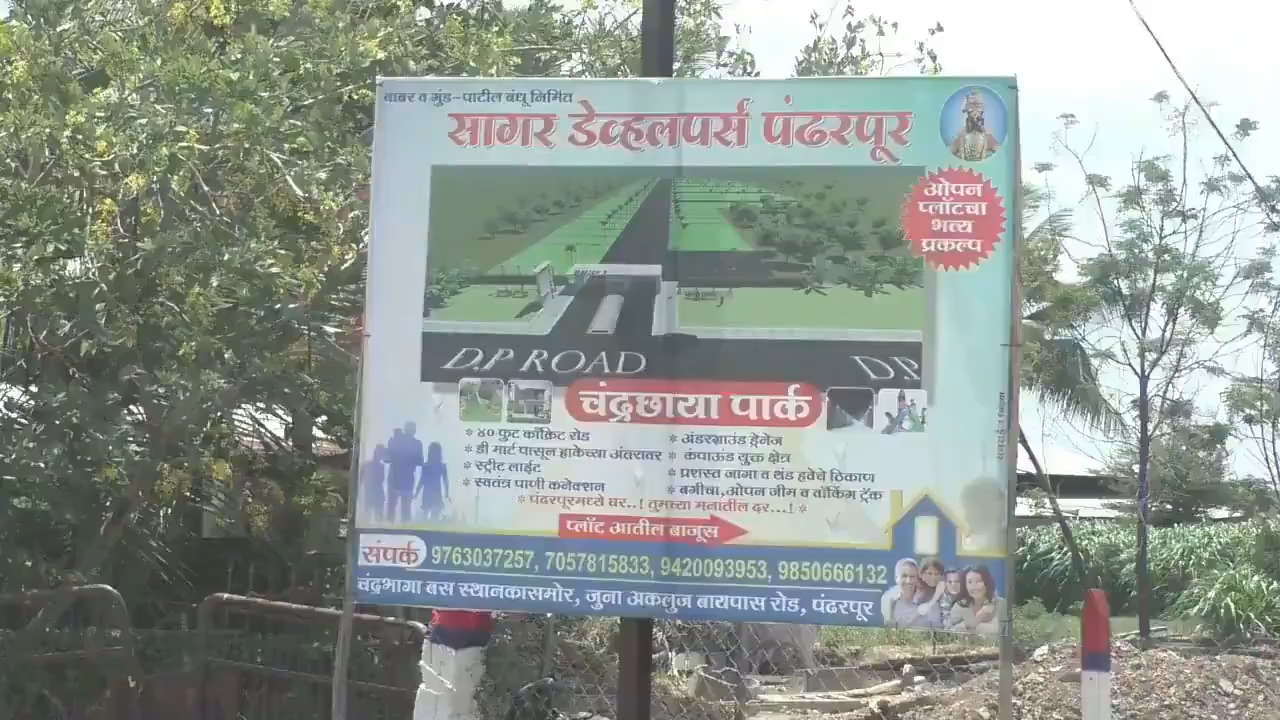 बाबर व गुंड-पाटील बंधू निर्मित
सागर डेव्हलपर्स पंढरपूर
ओपन
प्लॉटचा
भव्य
प्रकल्प
D.P ROAD
D.P
चंद्रछाया पार्क
* ४० फुट काँक्रिट रोड
* डी मार्ट पासून हाकेच्या अंतरावर
* स्ट्रीट लाईट
* स्वतंत्र पाणी कनेक्शन
* अंडरग्राउंड ड्रेनेज
* कंपाऊंड युक्त क्षेत्र
* प्रशस्त जागा व थंड हवेचे ठिकाण
* बगीचा,ओपन जीम व वॉकिंग ट्रॅक
* पंढरपूरमध्ये घर..! तुमच्या मनातील दर...! *
प्लॉट आतील बाजूस
संपर्क 9763037257, 7057815833, 9420093953, 9850666132
चंद्रभागा बस स्थानकासमोर, जुना अकलुज बायपास रोड, पंढरपूर